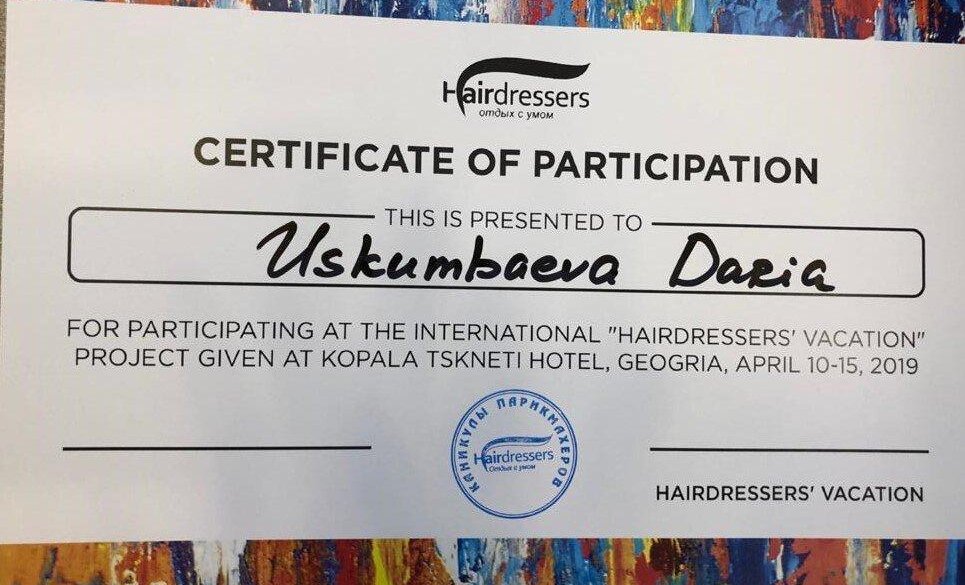 Hairdressers
отдых с умом
CERTIFICATE OF PARTICIPATION
THIS IS PRESENTED TO
Uskumbaeva Daria
FOR PARTICIPATING AT THE INTERNATIONAL "HAIRDRESSERS' VACATION"
PROJECT GIVEN AT KOPALA TSKNETI HOTEL, GEOGRIA, APRIL 10-15, 2019
КАНИКУЛЫ ПАРИКМАХЕРОВ
Hairdressers
Отдых с умом
HAIRDRESSERS' VACATION